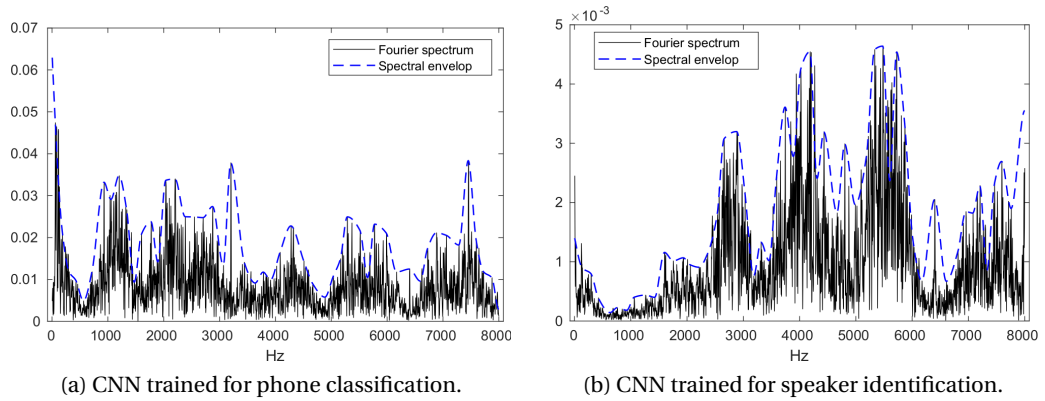 0.07
0.06
0.05
0.04
0.03
0.02
0.01
0
0 1000 2000 3000 4000 5000 6000 7000 8000
Hz
Fourier spectrum
Spectral envelop
(a) CNN trained for phone classification.
×10⁻³
5
4
3
2
1
0
0 1000 2000 3000 4000 5000 6000 7000 8000
Hz
Fourier spectrum
Spectral envelop
(b) CNN trained for speaker identification.